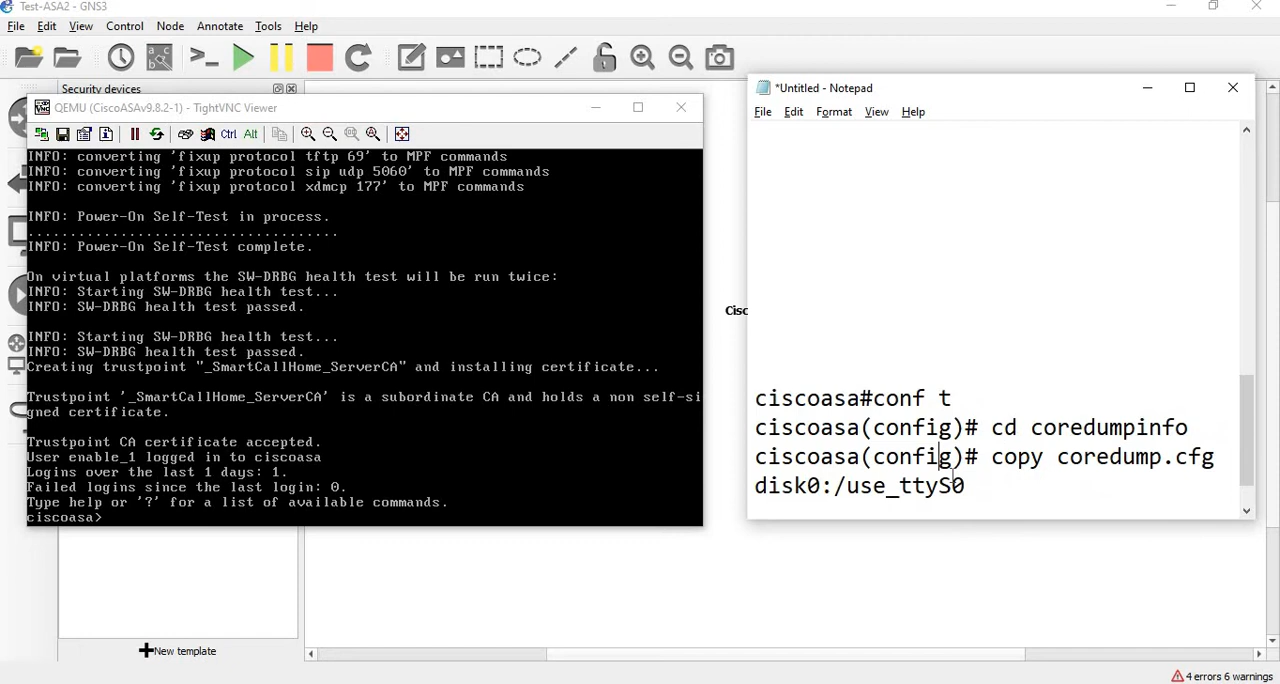 Test-ASA2 - GNS3
File Edit View Control Node Annotate Tools Help
Security devices
QEMU (CiscoASAv9.8.2-1) - TightVNC Viewer
Ctrl Alt
INFO: converting 'fixup protocol tftp 69' to MPF commands
INFO: converting 'fixup protocol sip udp 5060' to MPF commands
INFO: converting 'fixup protocol xdmcp 177' to MPF commands
INFO: Power-On Self-Test in process.
.....................................
INFO: Power-On Self-Test complete.
On virtual platforms the SW-DRBG health test will be run twice:
INFO: Starting SW-DRBG health test...
INFO: SW-DRBG health test passed.
INFO: Starting SW-DRBG health test...
INFO: SW-DRBG health test passed.
Creating trustpoint "_SmartCallHome_ServerCA" and installing certificate...
Trustpoint '_SmartCallHome_ServerCA' is a subordinate CA and holds a non self-si
gned certificate.
Trustpoint CA certificate accepted.
User enable_1 logged in to ciscoasa
Logins over the last 1 days: 1.
Failed logins since the last login: 0.
Type help or '?' for a list of available commands.
ciscoasa>
New template
Cisc
*Untitled - Notepad
File Edit Format View Help
ciscoasa#conf t
ciscoasa(config)# cd coredumpinfo
ciscoasa(config)# copy coredump.cfg
disk0:/use_ttyS0
4 errors 6 warnings